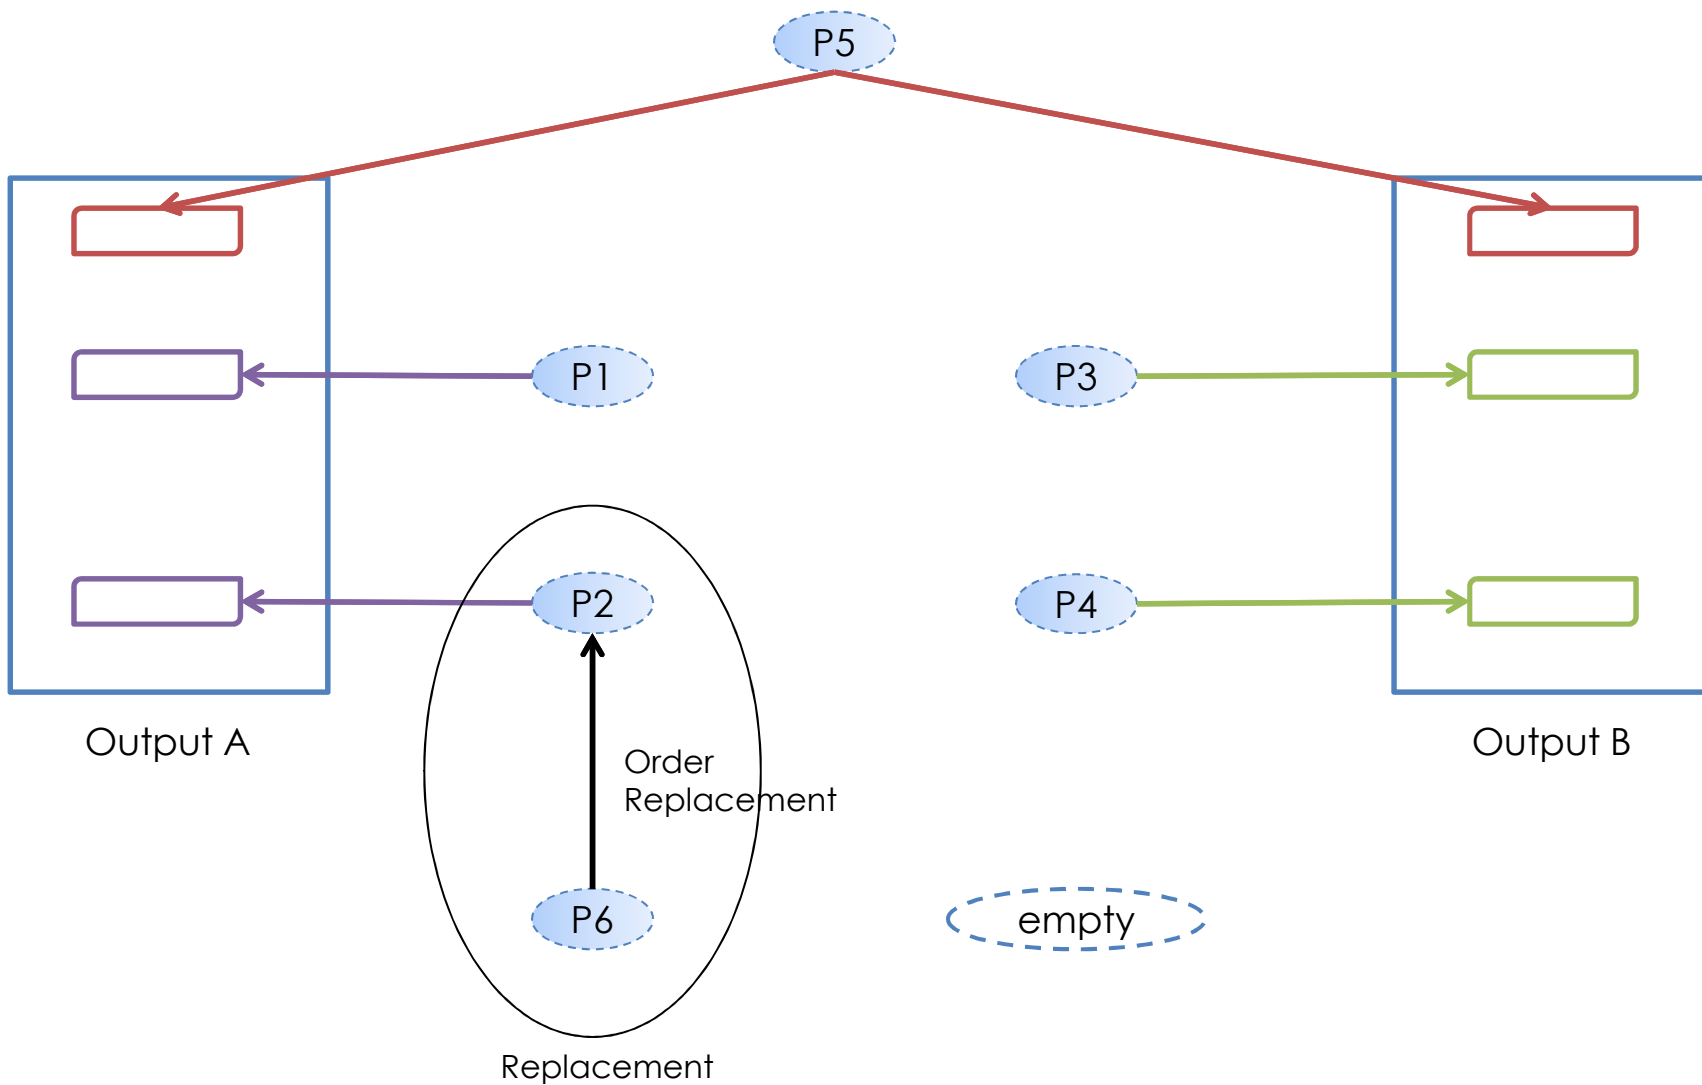 P5
P1
P3
P2
P4
Output A
Output B
Order
Replacement
P6
empty
Replacement